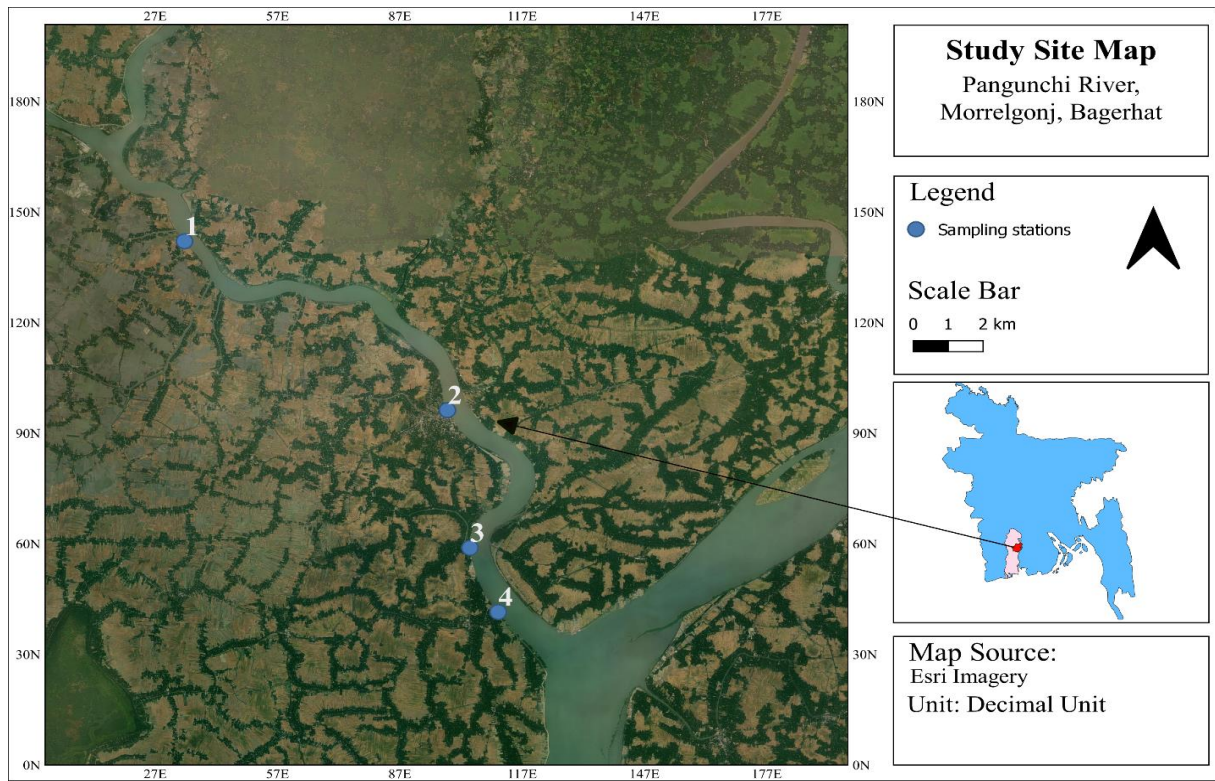 27E 57E 87E 117E 147E 177E
180N 180N
150N 150N
120N 120N
90N 90N
60N 60N
30N 30N
0N 0N
27E 57E 87E 117E 147E 177E
1
2
3
4
Study Site Map
Pangunchi River,
Morrelgonj, Bagerhat
Legend
Sampling stations
Scale Bar
0 1 2 km
Map Source:
Esri Imagery
Unit: Decimal Unit